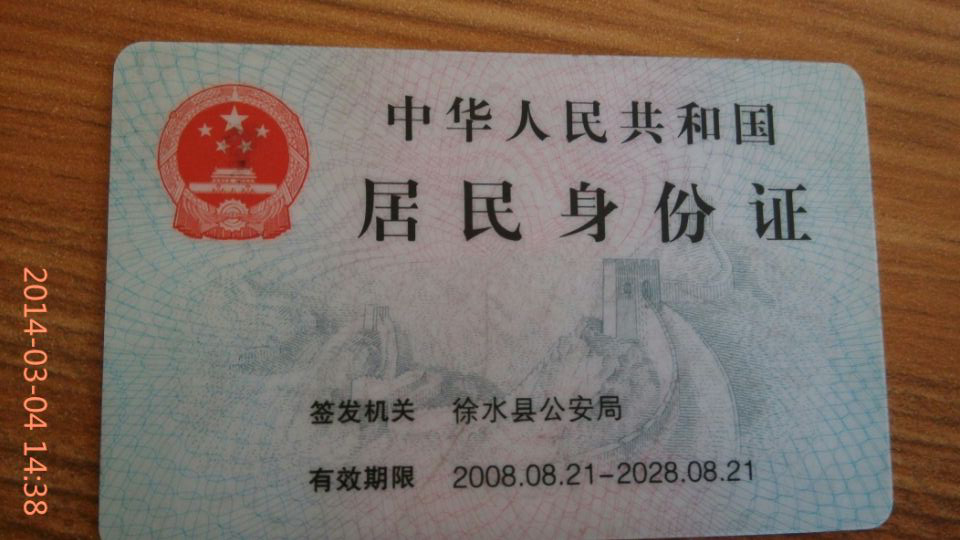 中华人民共和国
居民身份证
签发机关 徐水县公安局
有效期限 2008.08.21-2028.08.21
2014-03-04 14:38